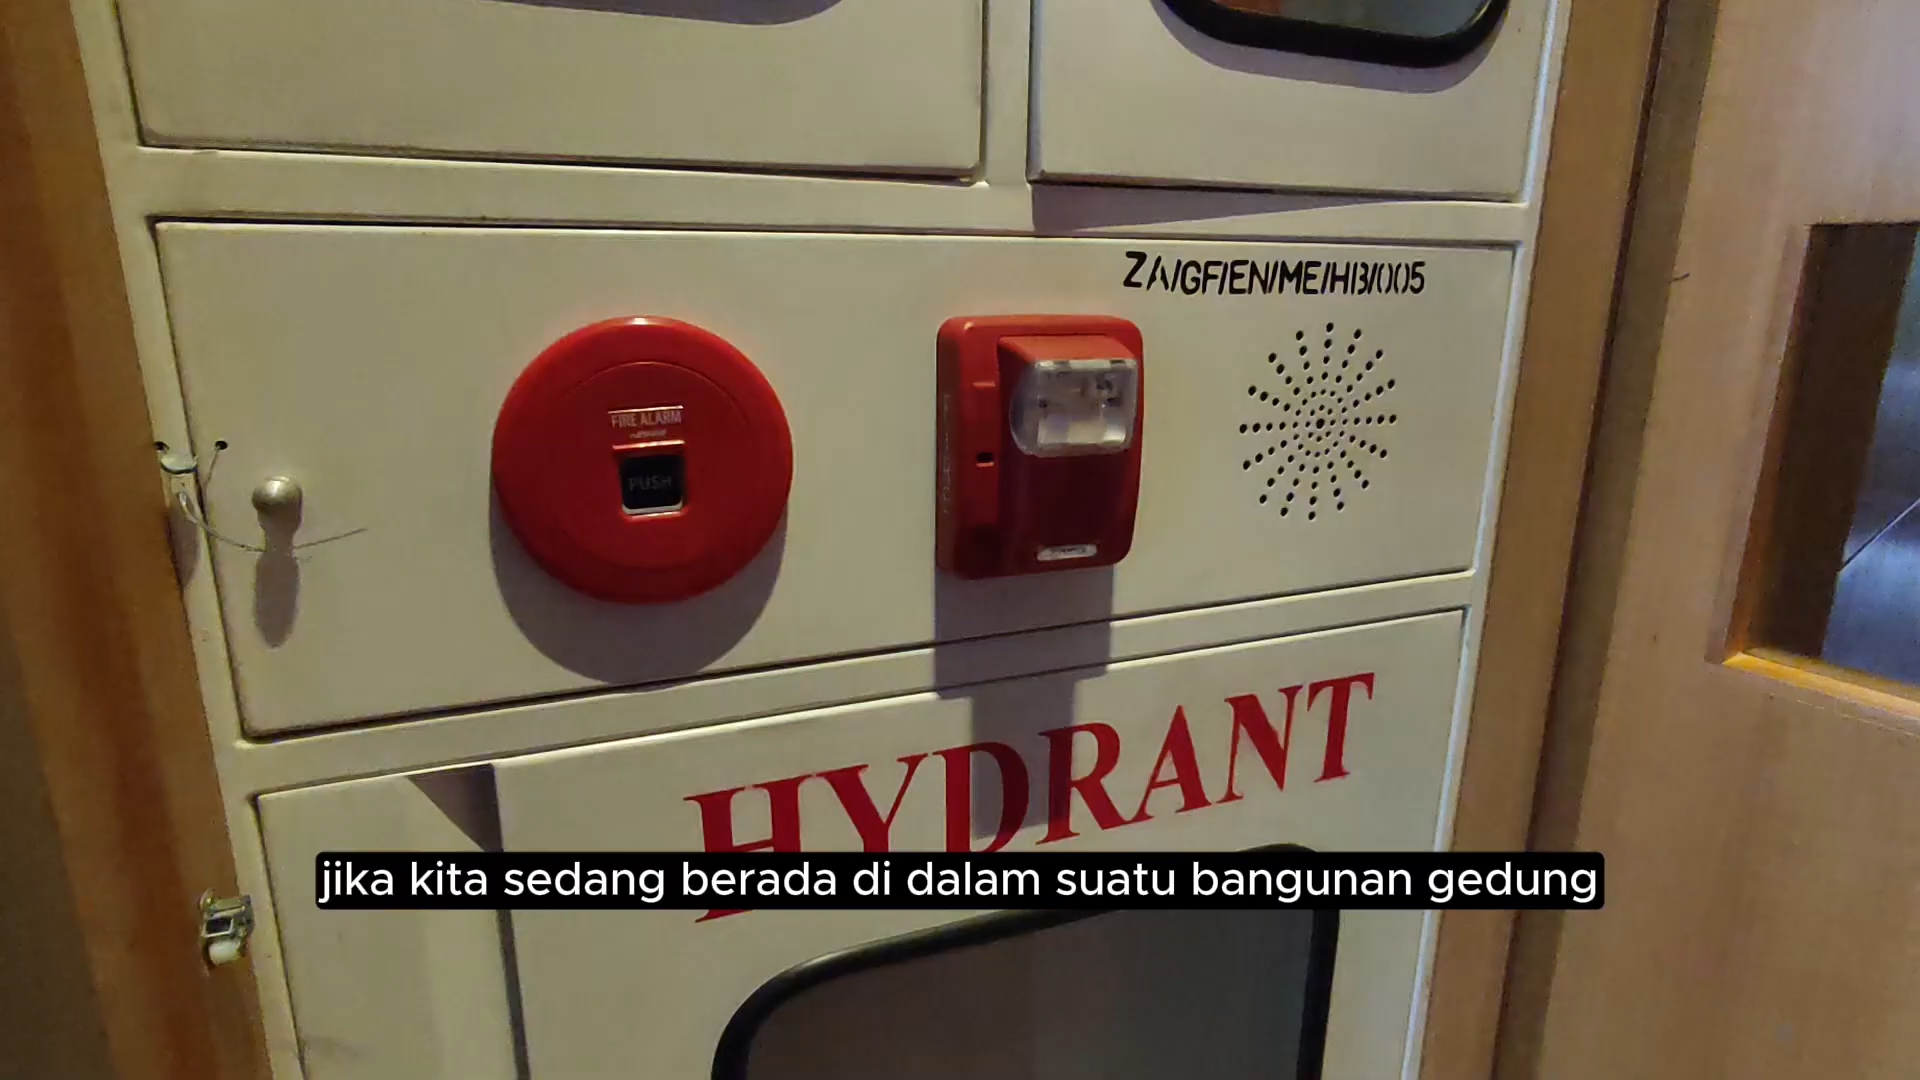 ZA/GF/EN/ME/HB/005
FIRE ALARM
PUSH
HYDRANT
jika kita sedang berada di dalam suatu bangunan gedung